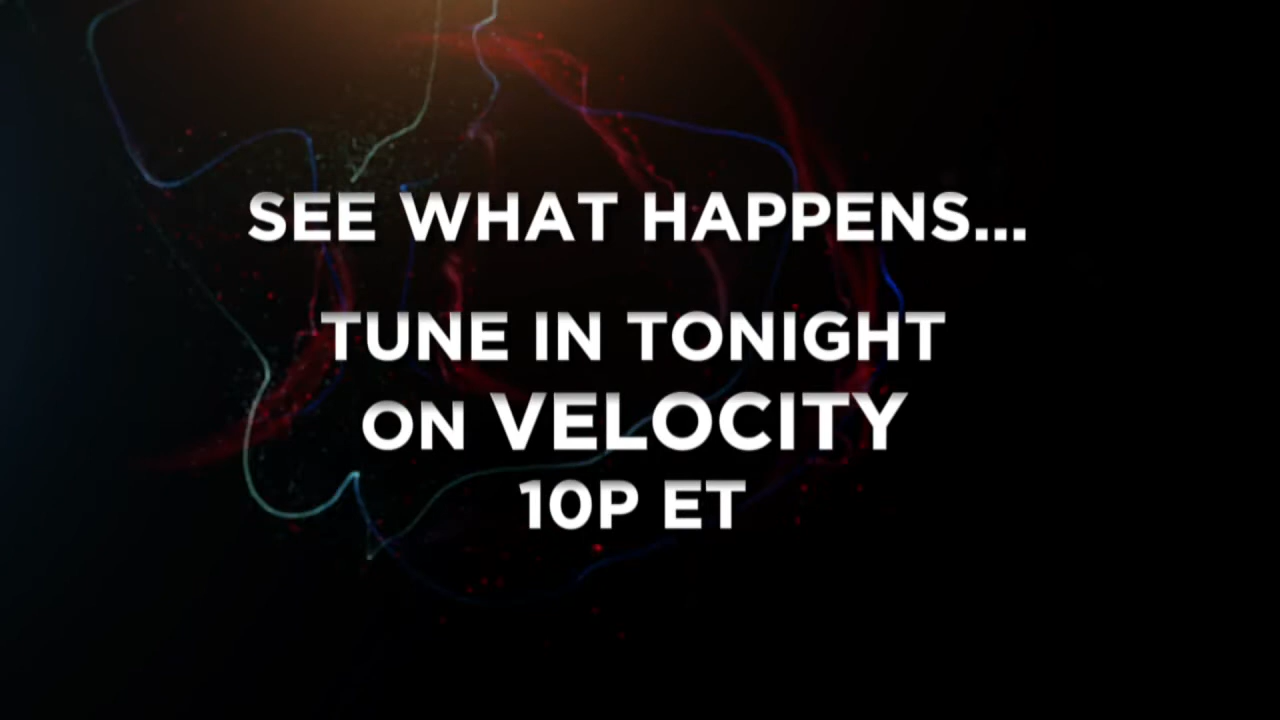 SEE WHAT HAPPENS...
TUNE IN TONIGHT
ON VELOCITY
10P ET